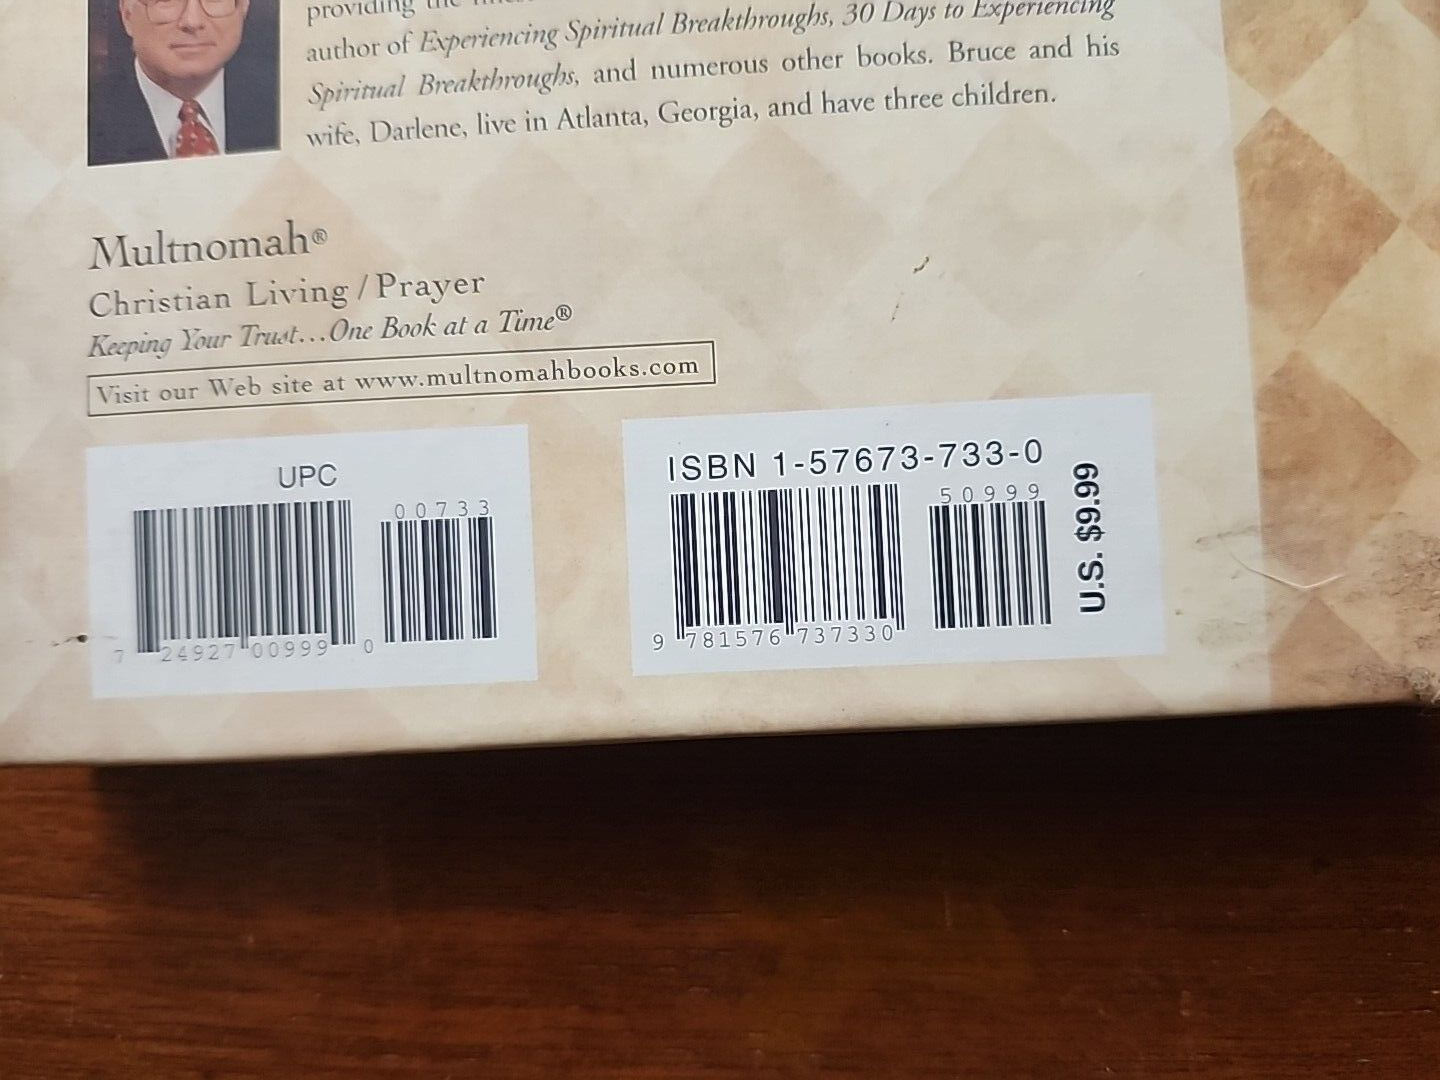 providing the
author of Experiencing Spiritual Breakthroughs, 30 Days to Experiencing
Spiritual Breakthroughs, and numerous other books. Bruce and his
wife, Darlene, live in Atlanta, Georgia, and have three children.
Multnomah®
Christian Living / Prayer
Keeping Your Trust...One Book at a Time®
Visit our Web site at www.multnomahbooks.com
UPC
00733
7 24927 00999 0
ISBN 1-57673-733-0
50999
9 781576 737330
U.S. $9.99